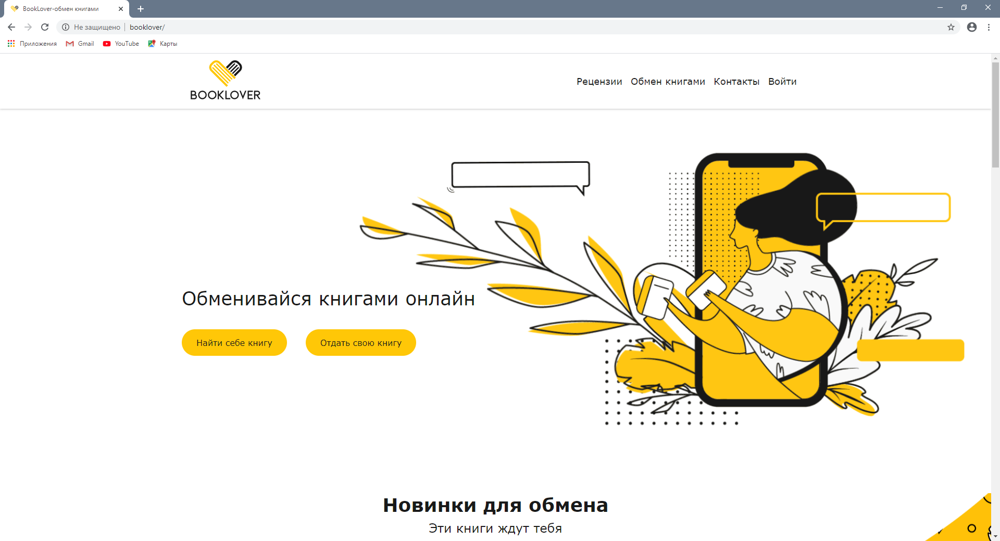 BookLover-обмен книгами
Не защищено | booklover/
Приложения Gmail YouTube Карты
BOOKLOVER
Рецензии Обмен книгами Контакты Войти
Обменивайся книгами онлайн
Найти себе книгу Отдать свою книгу
Новинки для обмена
Эти книги ждут тебя